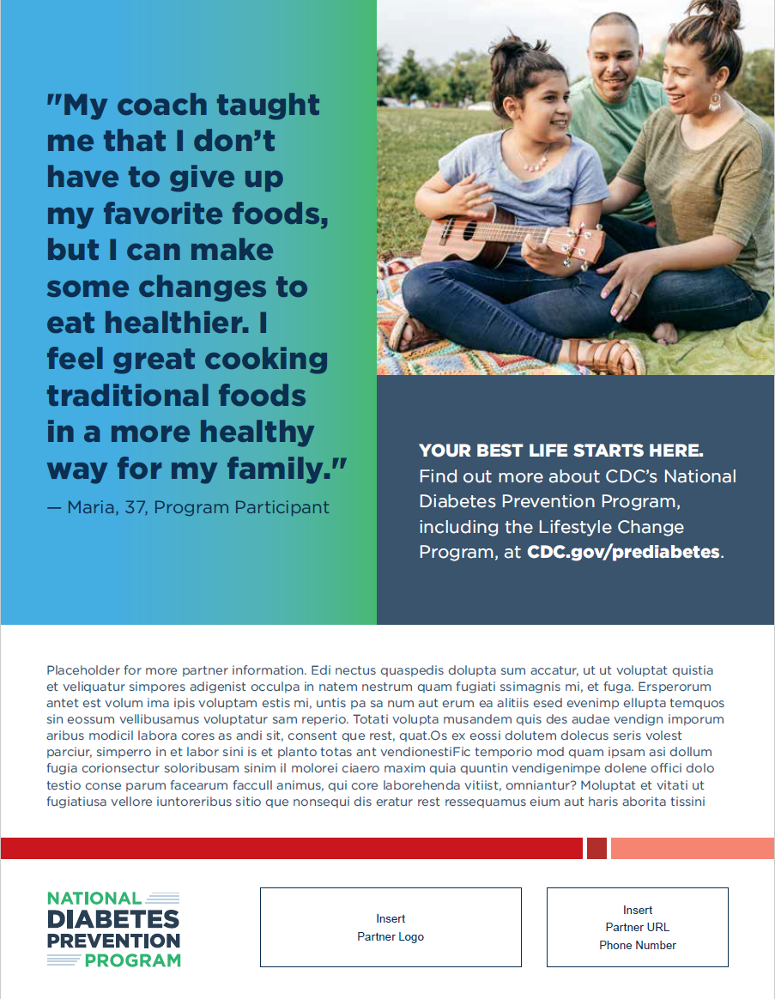 "My coach taught
me that I don’t
have to give up
my favorite foods,
but I can make
some changes to
eat healthier. I
feel great cooking
traditional foods
in a more healthy
way for my family."
— Maria, 37, Program Participant
YOUR BEST LIFE STARTS HERE.
Find out more about CDC’s National
Diabetes Prevention Program,
including the Lifestyle Change
Program, at CDC.gov/prediabetes.
Placeholder for more partner information. Edi nectus quaspedis dolupta sum accatur, ut ut voluptat quistia
et veliquatur simpores adigenist occulpa in natem nestrum quam fugiati ssimagnis mi, et fuga. Ersperorum
antet est volum ima ipis voluptam estis mi, untis pa sa num aut erum ea alitiis esed evenimp ellupta temquos
sin eossum vellibusamus voluptatur sam reperio. Totati volupta musandem quis des audae vendign imporum
aribus modicil labora cores as andi sit, consent que rest, quat.Os ex eossi dolutem dolecus seris volest
parciur, simperro in et labor sini is et planto totas ant vendionestiFic temporio mod quam ipsam asi dollum
fugia corionsectur soloribusam sinim il molorei ciaero maxim quia quuntin vendigenimpe dolene offici dolo
testio conse parum facearum faccull animus, qui core laborehenda vitiist, omniantur? Moluptat et vitati ut
fugiatiusa vellore iuntoreribus sitio que nonsequi dis eratur rest ressequamus eium aut haris aborita tissini
NATIONAL
DIABETES
PREVENTION
PROGRAM
Insert
Partner Logo
Insert
Partner URL
Phone Number